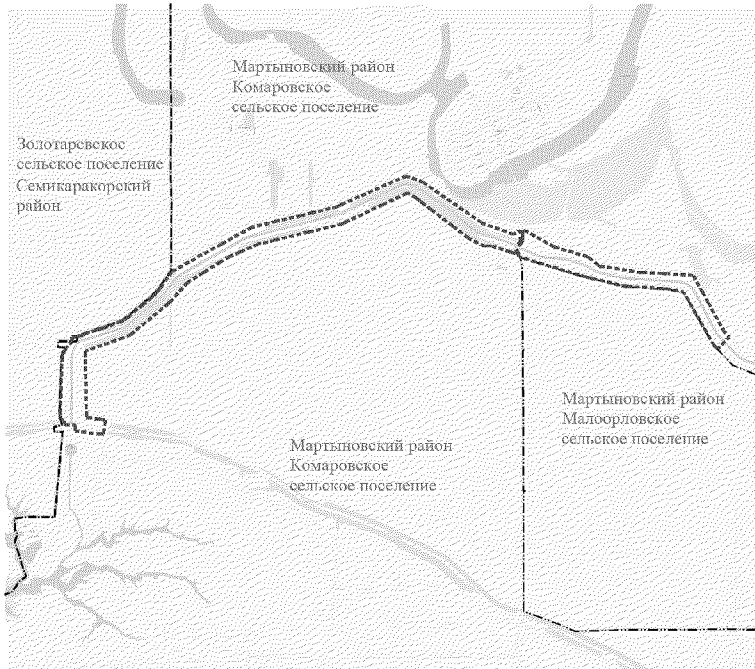 Мартыновский район
Комаровское
сельское поселение
Золотаревское
сельское поселение
Семикаракорский
район
Мартыновский район
Малоорловское
сельское поселение
Мартыновский район
Комаровское
сельское поселение